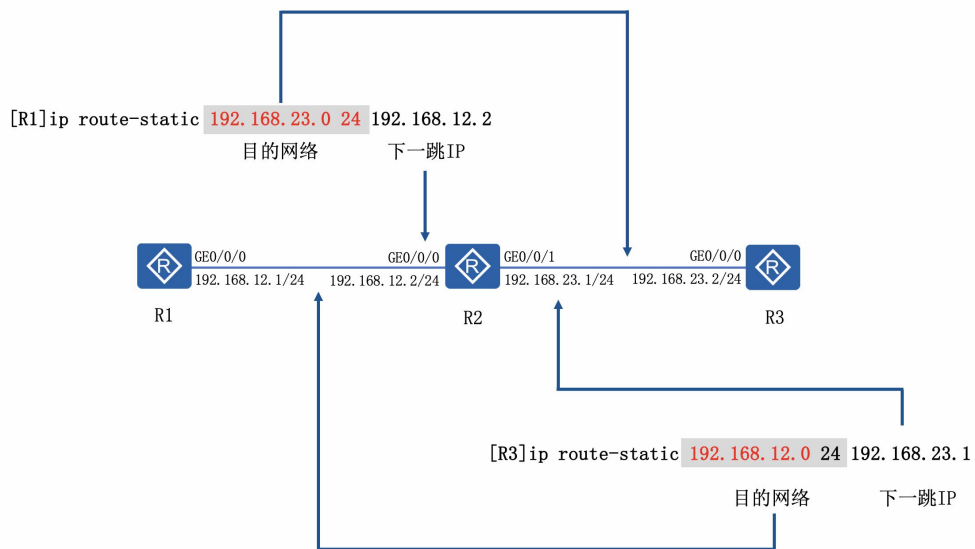 [R1]ip route-static 192.168.23.0 24 192.168.12.2
目的网络 下一跳IP
GE0/0/0 GE0/0/0 GE0/0/1 GE0/0/0
R R R
192.168.12.1/24 192.168.12.2/24 192.168.23.1/24 192.168.23.2/24
R1 R2 R3
[R3]ip route-static 192.168.12.0 24 192.168.23.1
目的网络 下一跳IP